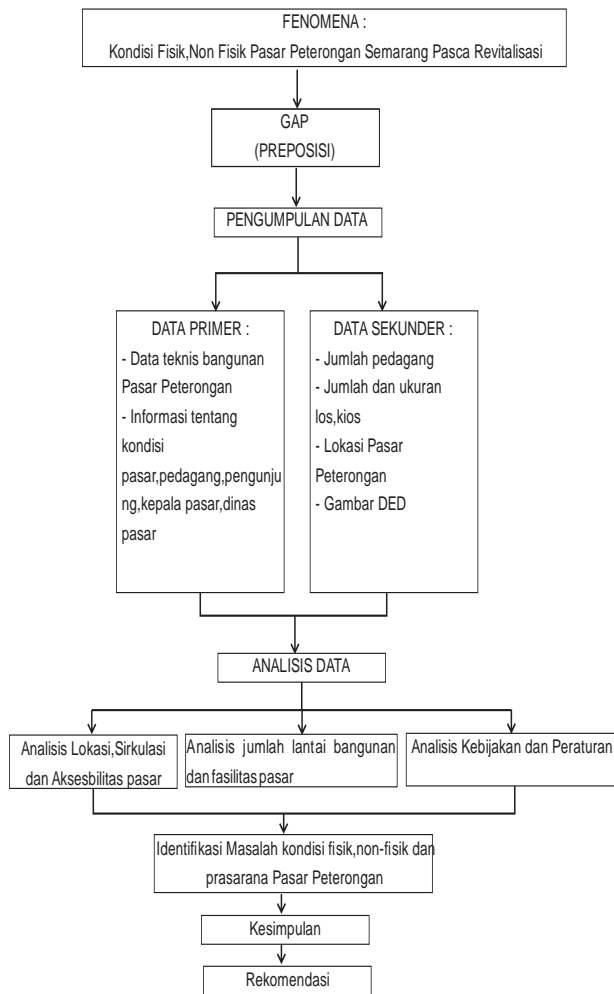 FENOMENA :
Kondisi Fisik,Non Fisik Pasar Peterongan Semarang Pasca Revitalisasi
GAP
(PREPOSISI)
PENGUMPULAN DATA
DATA PRIMER :
- Data teknis bangunan
Pasar Peterongan
- Informasi tentang
kondisi
pasar,pedagang,pengunju
ng,kepala pasar,dinas
pasar
DATA SEKUNDER :
- Jumlah pedagang
- Jumlah dan ukuran
los,kios
- Lokasi Pasar
Peterongan
- Gambar DED
ANALISIS DATA
Analisis Lokasi,Sirkulasi
dan Aksesbilitas pasar
Analisis jumlah lantai bangunan
dan fasilitas pasar
Analisis Kebijakan dan Peraturan
Identifikasi Masalah kondisi fisik,non-fisik dan
prasarana Pasar Peterongan
Kesimpulan
Rekomendasi